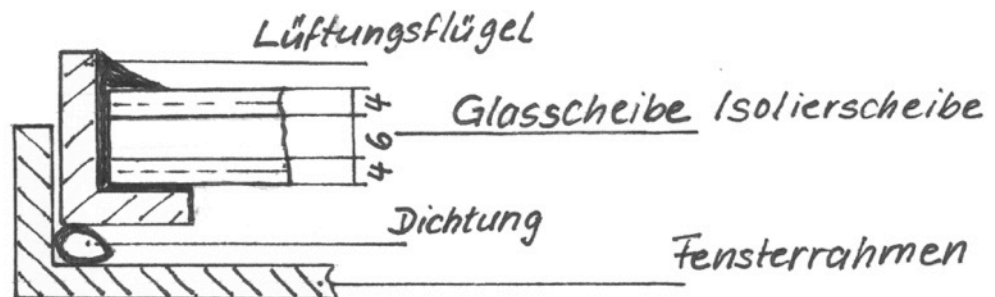 Lüftungsflügel
4
6
4
Glasscheibe Isolierscheibe
Dichtung
Fensterrahmen